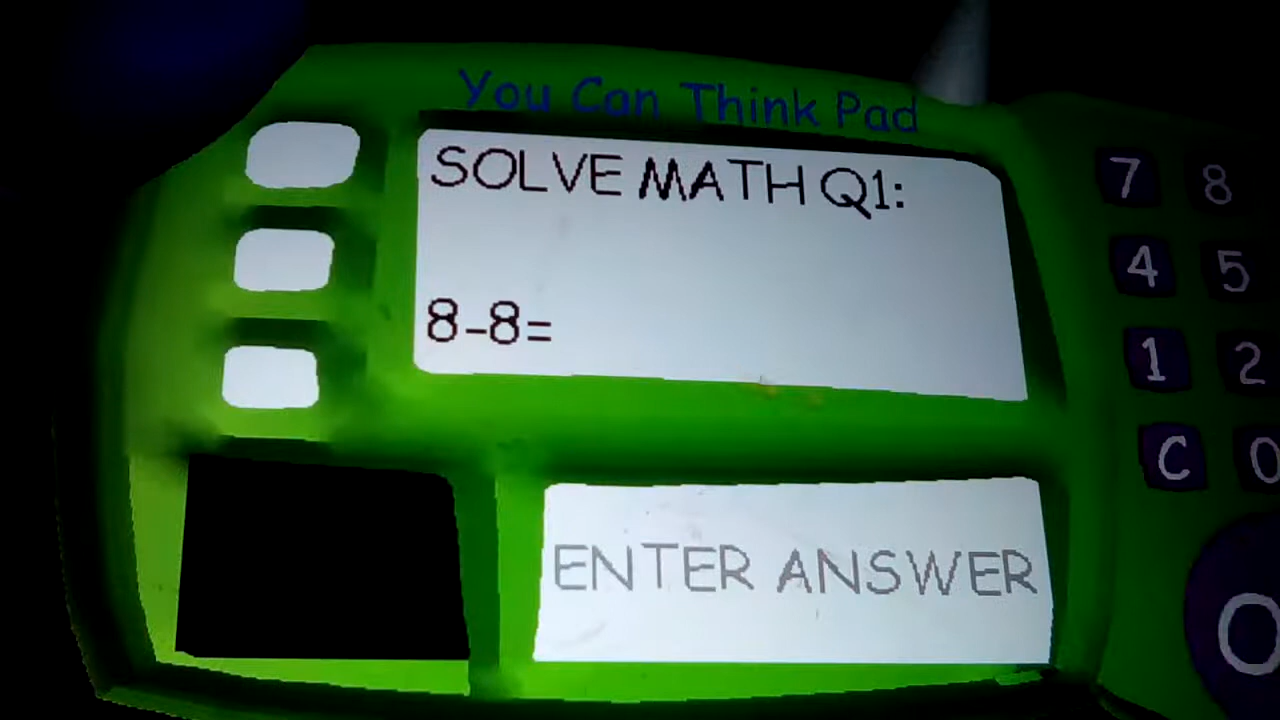 You Can Think Pad
SOLVE MATH Q1:
8-8=
ENTER ANSWER
7 8
4 5
1 2
C 0